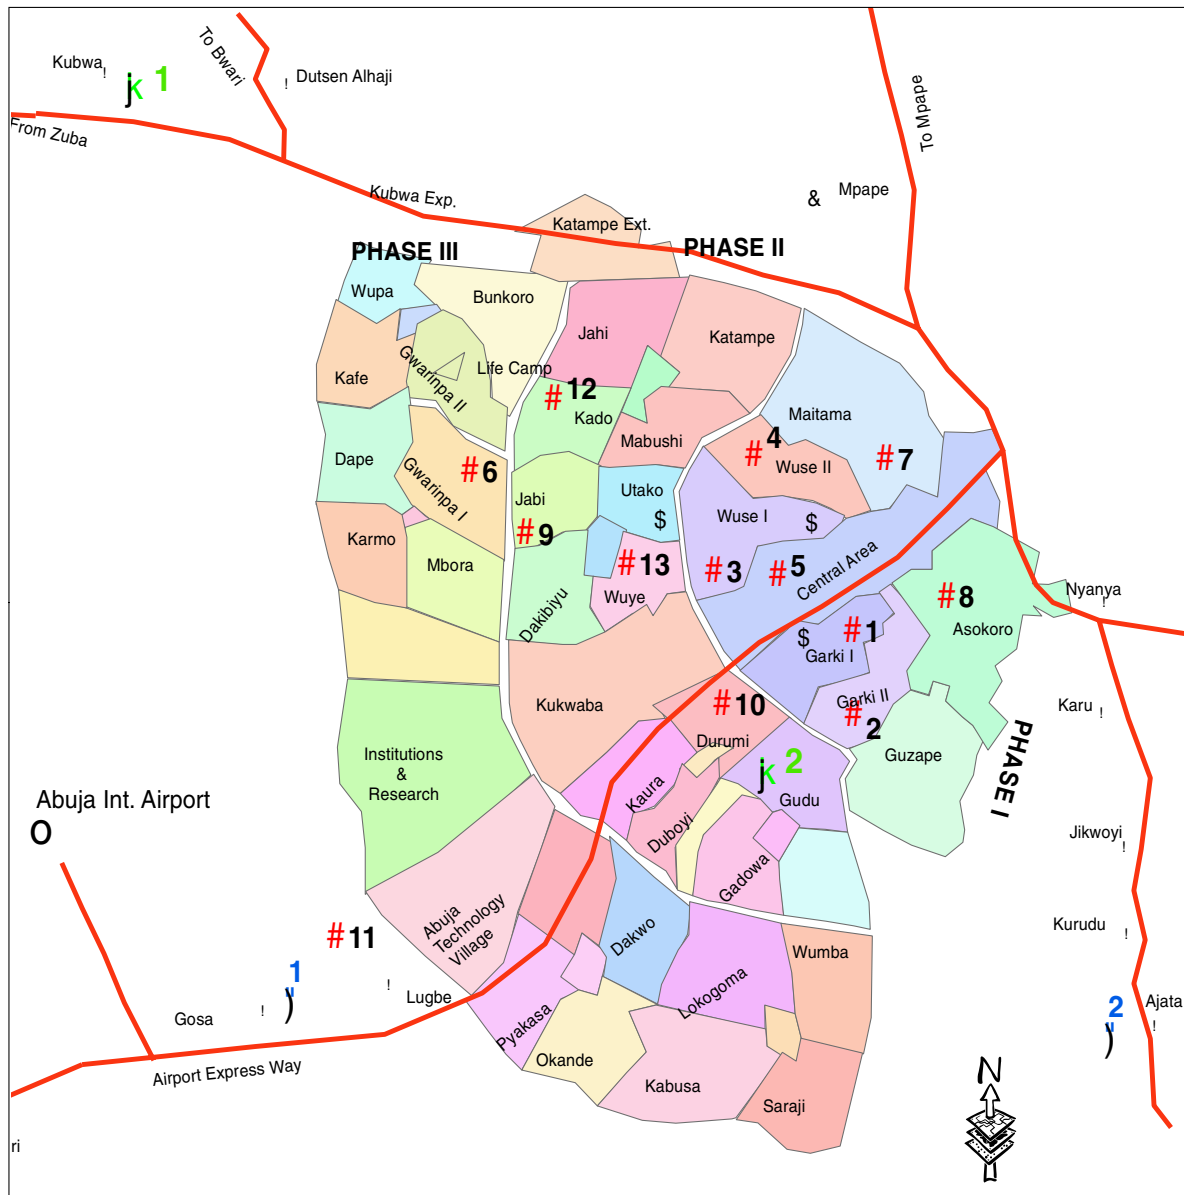 To Bwari
Kubwa
!
jk 1
!
Dutsen Alhaji
From Zuba
To Mpape
Kubwa Exp.
&
Mpape
Katampe Ext.
PHASE III
PHASE II
Wupa
Bunkoro
Jahi
Katampe
Gwarinpa II
Life Camp
Kafe
#12
Kado
Maitama
Mabushi
#4
Wuse II
#7
Dape
Gwarinpa I
#6
Jabi
Utako
$
Wuse I
$
Karmo
#9
Mbora
#13
Wuye
#3
#5
Central Area
Dakibiyu
#8
Asokoro
Nyanya
!
$
#1
Garki I
Garki II
#2
Kukwaba
#10
Durumi
Karu
!
Guzape
PHASE I
Institutions
&
Research
jk 2
Gudu
Kaura
Duboyi
Gadowa
Abuja Int. Airport
O
Jikwoyi
!
Abuja
Technology
Village
#11
Dakwo
Wumba
Kurudu
!
1
)
!
Lugbe
Lokogoma
2
)
Ajata
!
Gosa
!
Pyakasa
Okande
Airport Express Way
Kabusa
Saraji
N
ri